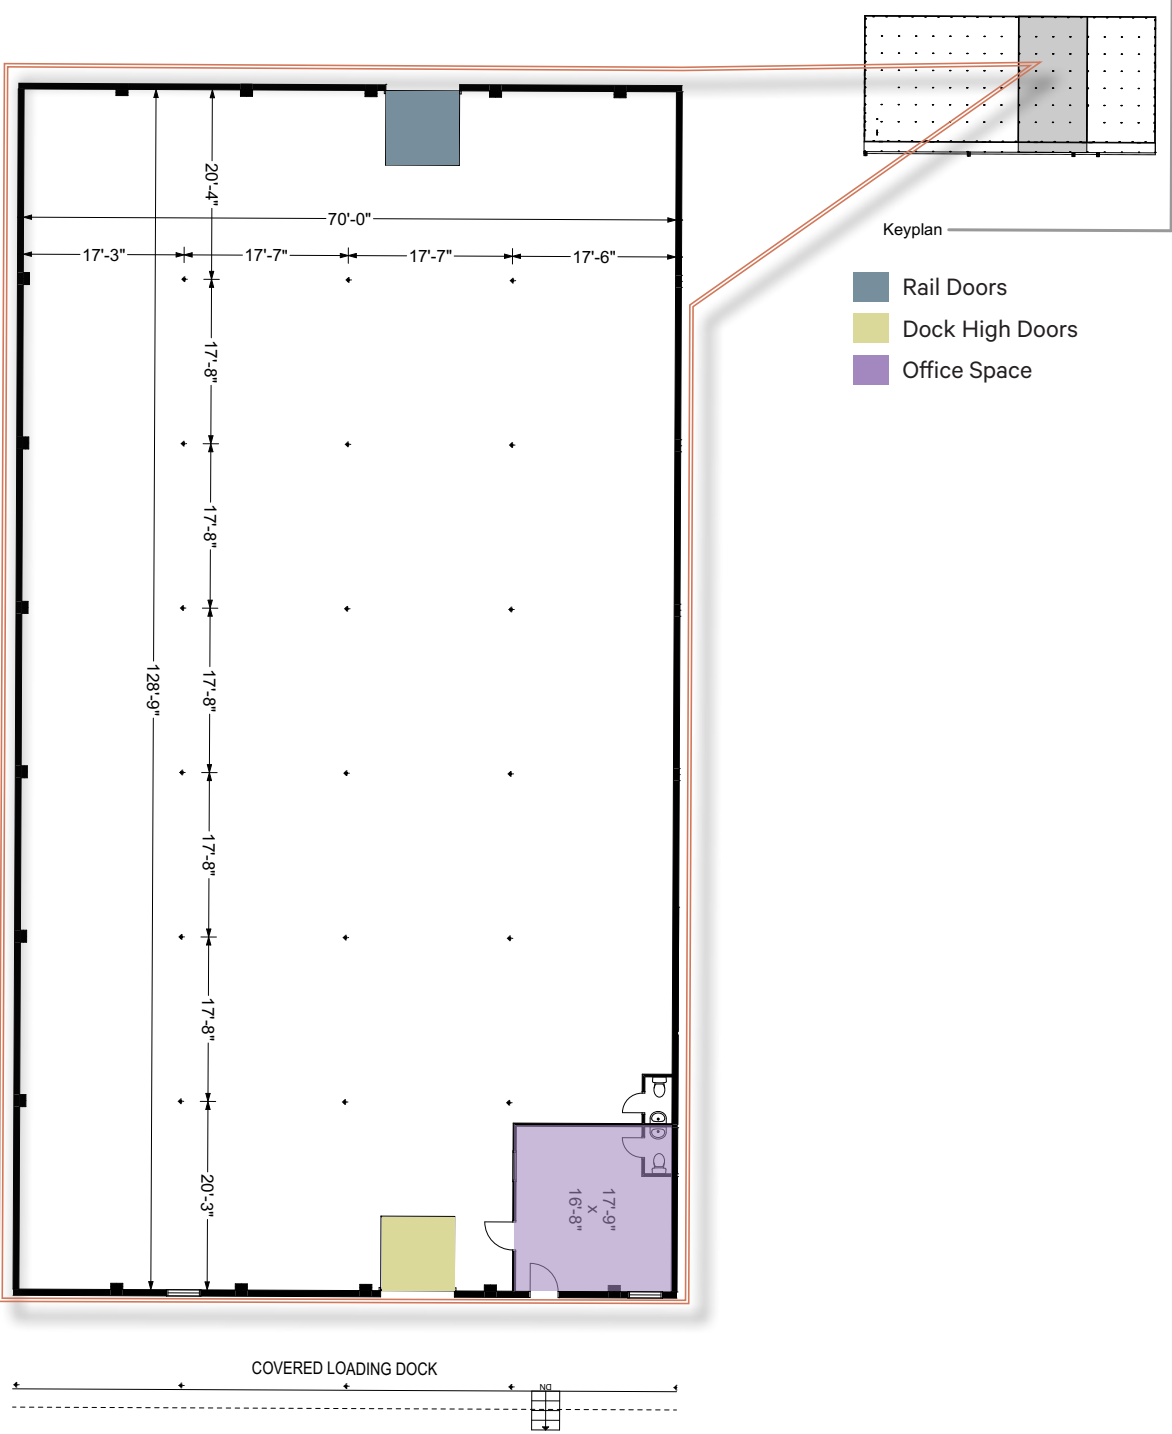 20'-4"
70'-0"
17'-3"
17'-7"
17'-7"
17'-6"
17'-8"
17'-8"
128'-9"
17'-8"
17'-8"
17'-8"
20'-3"
17'-9"
x
16'-8"
COVERED LOADING DOCK
DN
Keyplan
Rail Doors
Dock High Doors
Office Space